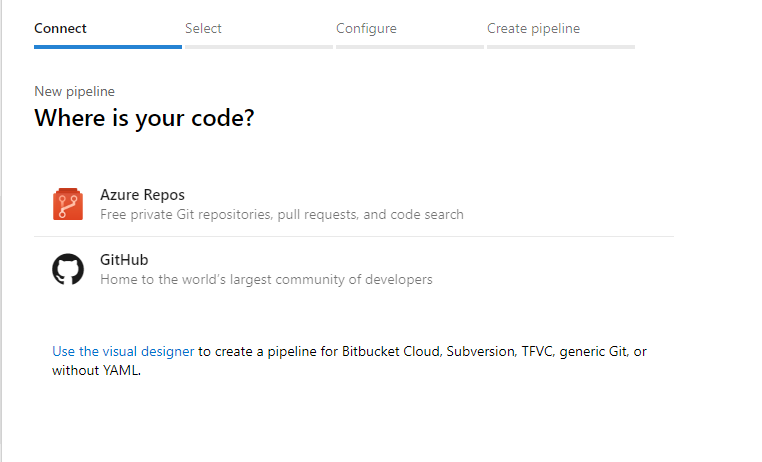 Connect Select Configure Create pipeline
New pipeline
Where is your code?
Azure Repos
Free private Git repositories, pull requests, and code search
GitHub
Home to the world's largest community of developers
Use the visual designer to create a pipeline for Bitbucket Cloud, Subversion, TFVC, generic Git, or
without YAML.